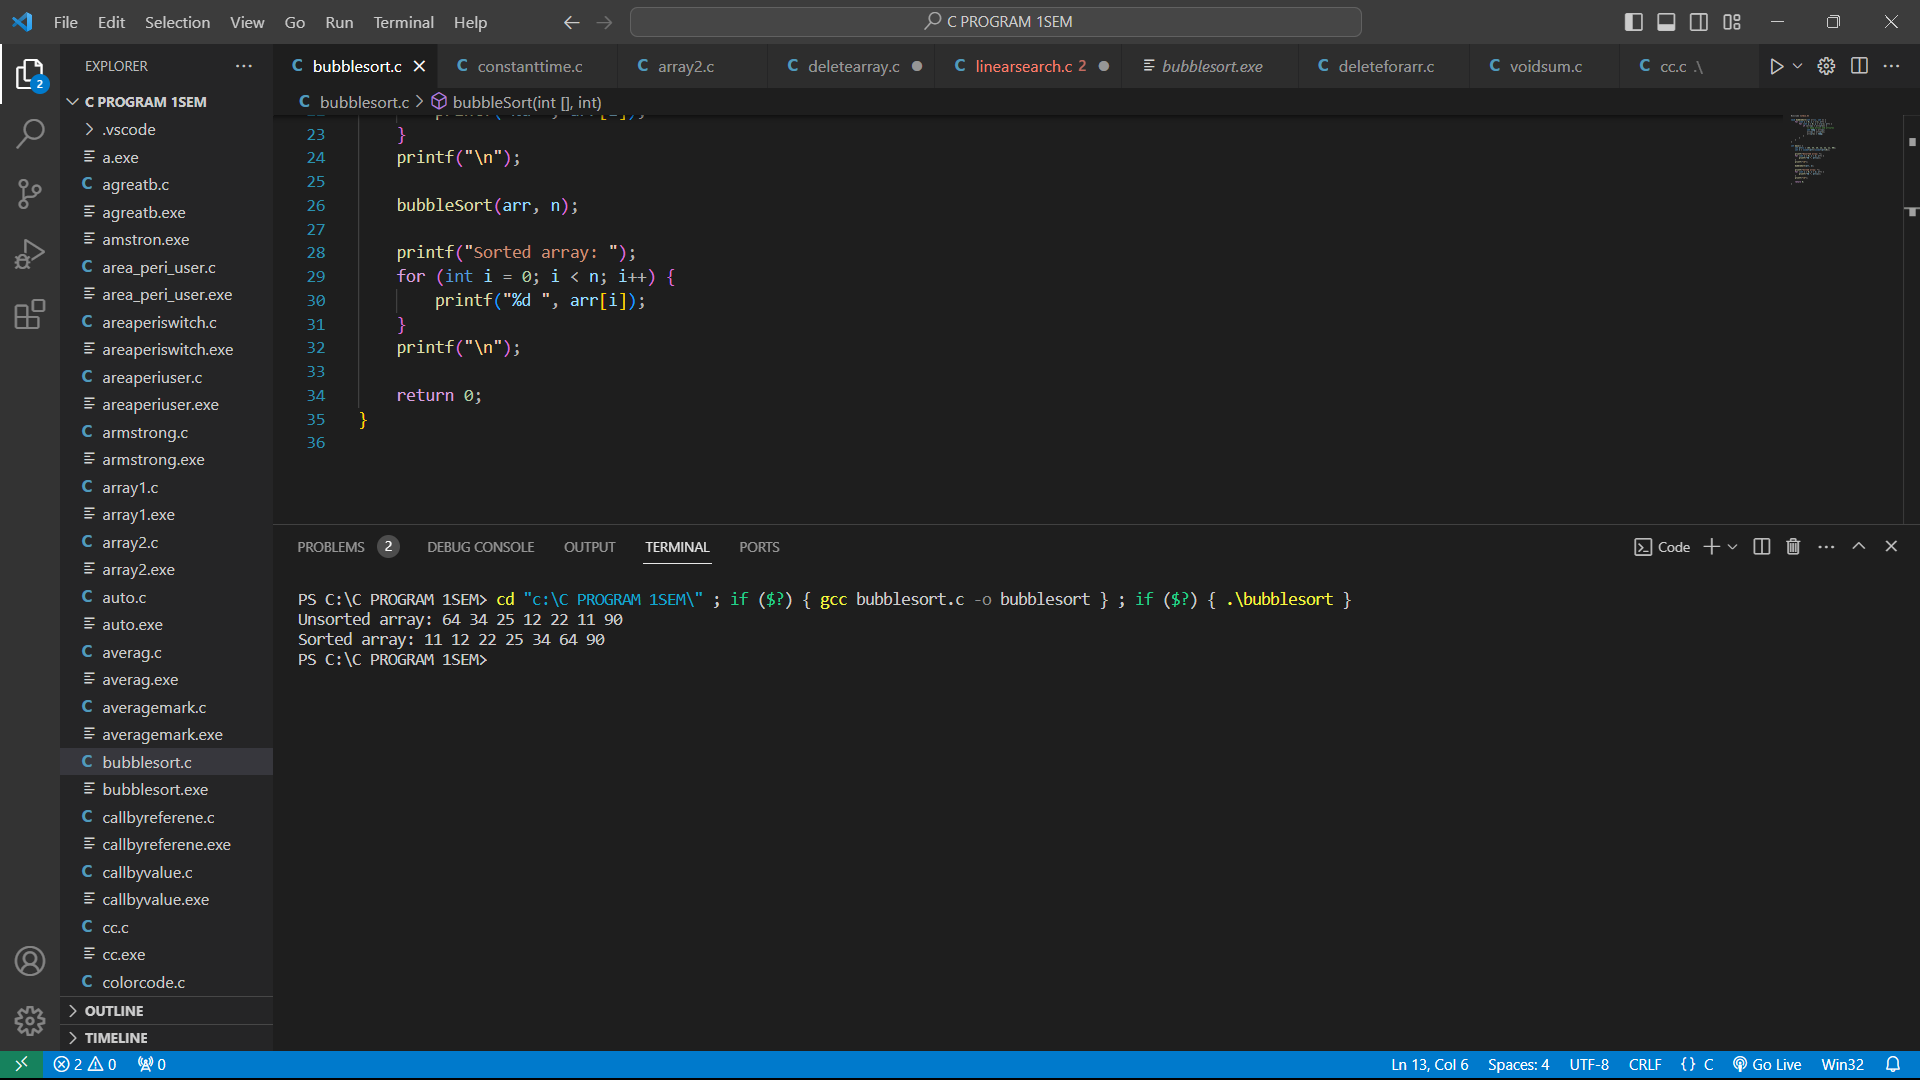 File Edit Selection View Go Run Terminal Help
C PROGRAM 1SEM
2
EXPLORER
C PROGRAM 1SEM
.vscode
a.exe
C agreatb.c
agreatb.exe
amstron.exe
C area_peri_user.c
area_peri_user.exe
C areaperiswitch.c
areaperiswitch.exe
C areaperiuser.c
areaperiuser.exe
C armstrong.c
armstrong.exe
C array1.c
array1.exe
C array2.c
array2.exe
C auto.c
auto.exe
C averag.c
averag.exe
C averagemark.c
averagemark.exe
C bubblesort.c
bubblesort.exe
C callbyreferene.c
callbyreferene.exe
C callbyvalue.c
callbyvalue.exe
C cc.c
cc.exe
C colorcode.c
OUTLINE
TIMELINE
C bubblesort.c C constanttime.c C array2.c C deletearray.c C linearsearch.c 2 bubblesort.exe C deleteforarr.c C voidsum.c C cc.c .\
C bubblesort.c > bubbleSort(int [], int)
23 }
24 printf("\n");
25
26 bubbleSort(arr, n);
27
28 printf("Sorted array: ");
29 for (int i = 0; i < n; i++) {
30 printf("%d ", arr[i]);
31 }
32 printf("\n");
33
34 return 0;
35 }
36
PROBLEMS 2 DEBUG CONSOLE OUTPUT TERMINAL PORTS Code
PS C:\C PROGRAM 1SEM> cd "c:\C PROGRAM 1SEM\" ; if ($?) { gcc bubblesort.c -o bubblesort } ; if ($?) { .\bubblesort }
Unsorted array: 64 34 25 12 22 11 90
Sorted array: 11 12 22 25 34 64 90
PS C:\C PROGRAM 1SEM>
2 0 0 Ln 13, Col 6 Spaces: 4 UTF-8 CRLF {} C Go Live Win32